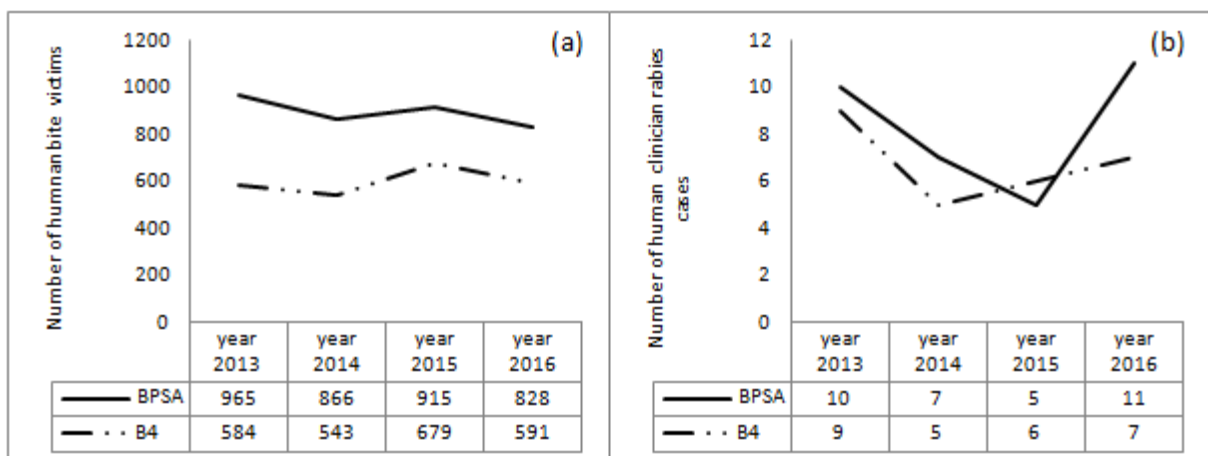 (a)
Number of humnan bite victims
1200
1000
800
600
400
200
0
year 2013 year 2014 year 2015 year 2016
BPSA 965 866 915 828
B4 584 543 679 591
(b)
Number of human clinician rabies
cases
12
10
8
6
4
2
0
year 2013 year 2014 year 2015 year 2016
BPSA 10 7 5 11
B4 9 5 6 7